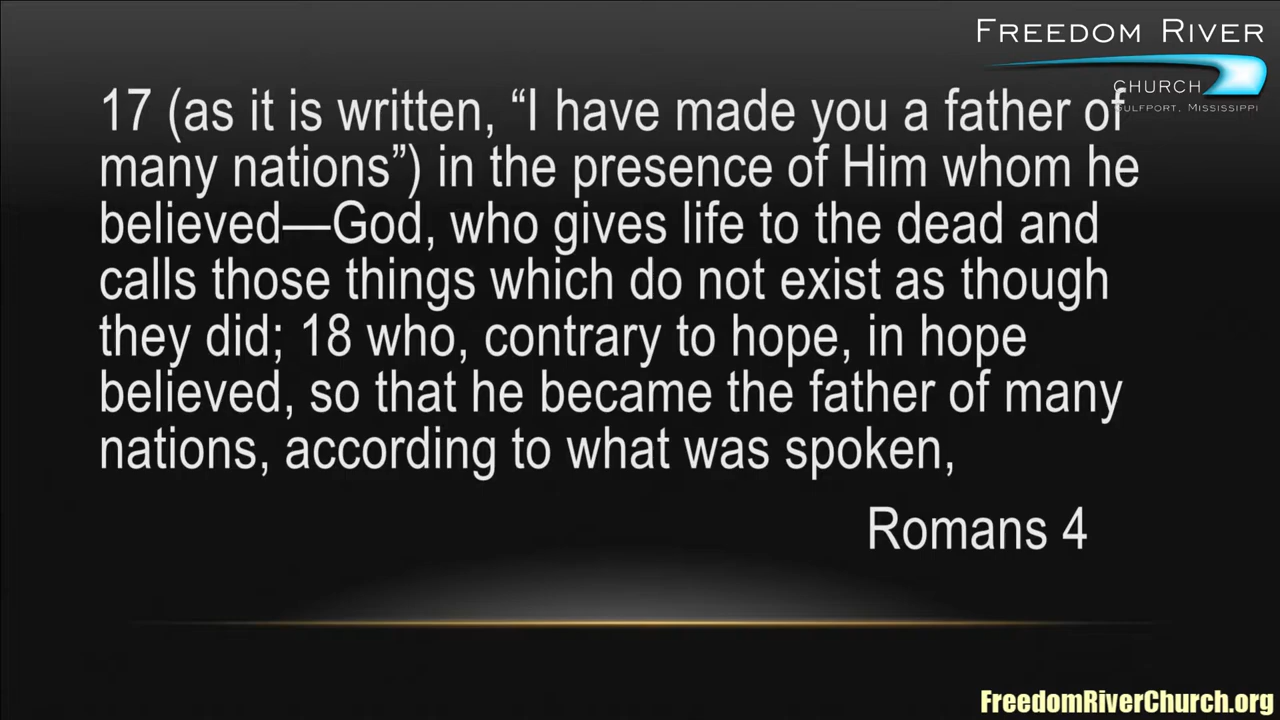 FREEDOM RIVER
CHURCH
GULFPORT, MISSISSIPPI
17 (as it is written, “I have made you a father of
many nations”) in the presence of Him whom he
believed—God, who gives life to the dead and
calls those things which do not exist as though
they did; 18 who, contrary to hope, in hope
believed, so that he became the father of many
nations, according to what was spoken,
Romans 4
FreedomRiverChurch.org